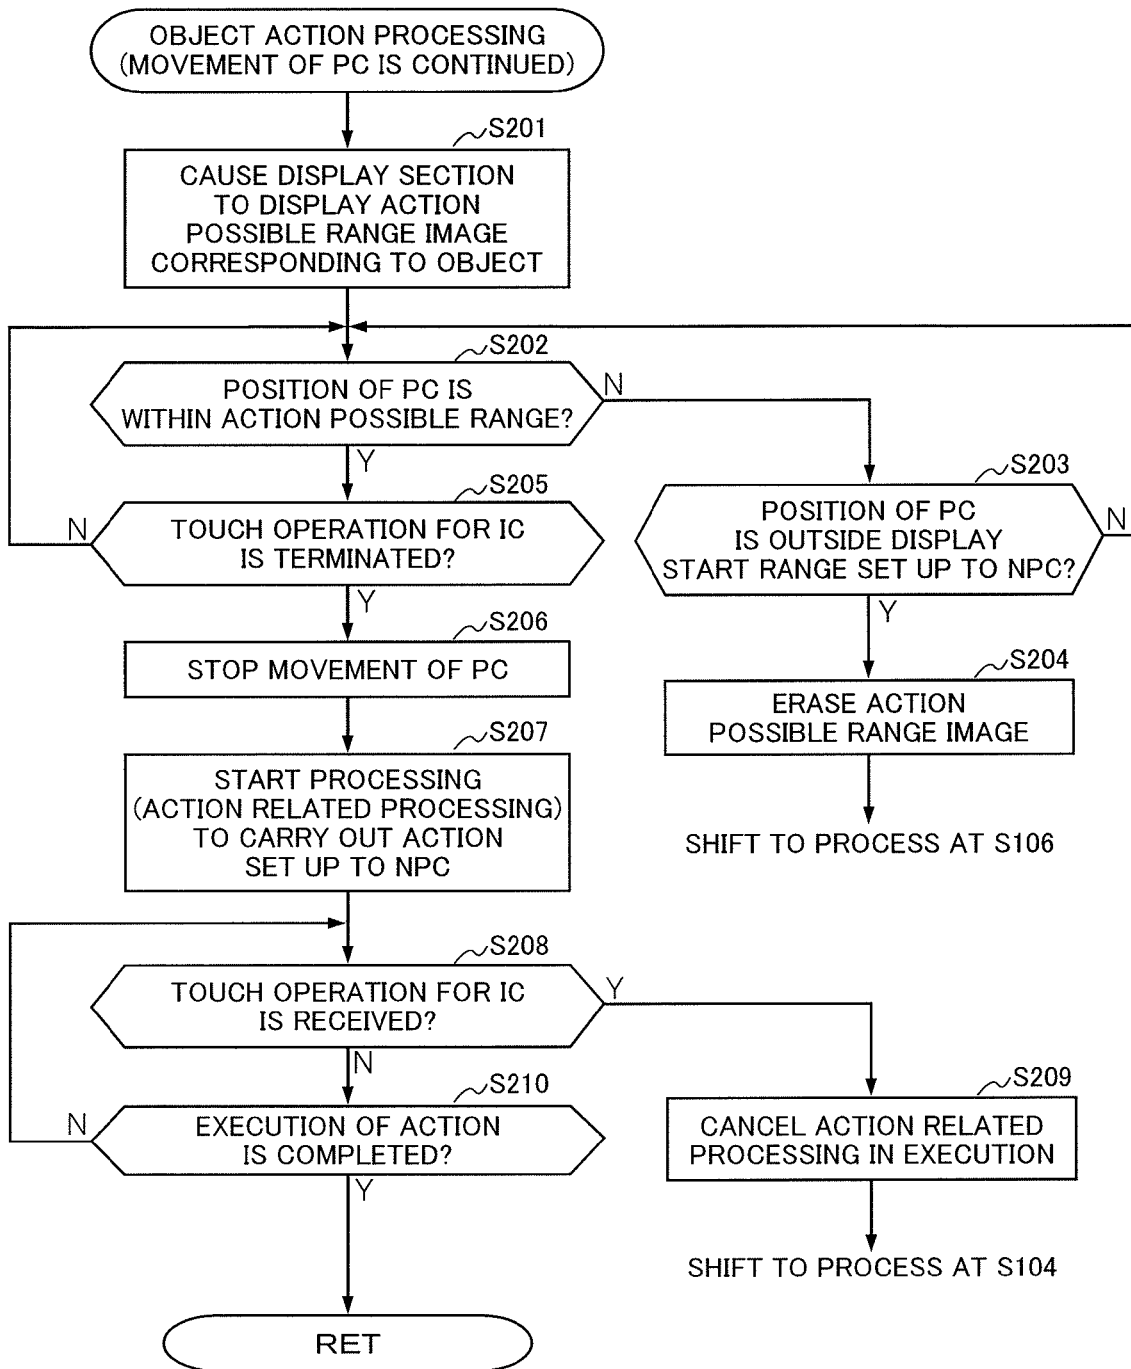 OBJECT ACTION PROCESSING
(MOVEMENT OF PC IS CONTINUED)
S201
CAUSE DISPLAY SECTION
TO DISPLAY ACTION
POSSIBLE RANGE IMAGE
CORRESPONDING TO OBJECT
S202
POSITION OF PC IS
WITHIN ACTION POSSIBLE RANGE?
N
Y
S203
POSITION OF PC
IS OUTSIDE DISPLAY
START RANGE SET UP TO NPC?
N
Y
S205
TOUCH OPERATION FOR IC
IS TERMINATED?
N
Y
S204
ERASE ACTION
POSSIBLE RANGE IMAGE
SHIFT TO PROCESS AT S106
S206
STOP MOVEMENT OF PC
S207
START PROCESSING
(ACTION RELATED PROCESSING)
TO CARRY OUT ACTION
SET UP TO NPC
S208
TOUCH OPERATION FOR IC
IS RECEIVED?
Y
N
S209
CANCEL ACTION RELATED
PROCESSING IN EXECUTION
SHIFT TO PROCESS AT S104
S210
EXECUTION OF ACTION
IS COMPLETED?
N
Y
RET